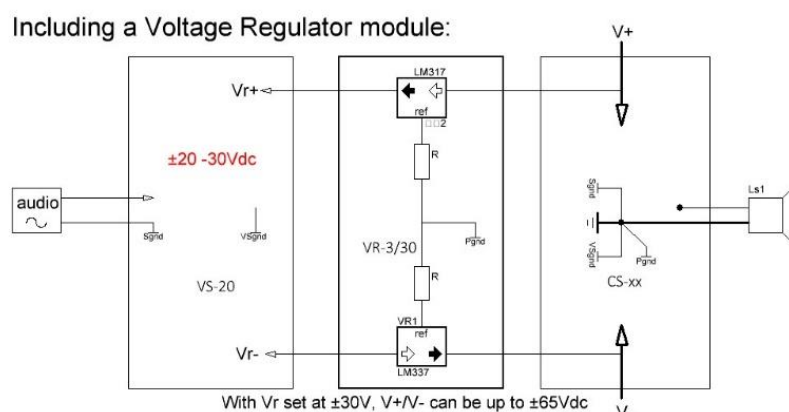 Including a Voltage Regulator module:
V+
LM317
Vr+
ref
2
R
±20 -30Vdc
audio
Sgnd
VSgnd
VR-3/30
Pgnd
Sgnd
VSgnd
Pgnd
Ls1
VS-20
R
CS-xx
VR1
ref
Vr-
LM337
With Vr set at ±30V, V+/V- can be up to ±65Vdc